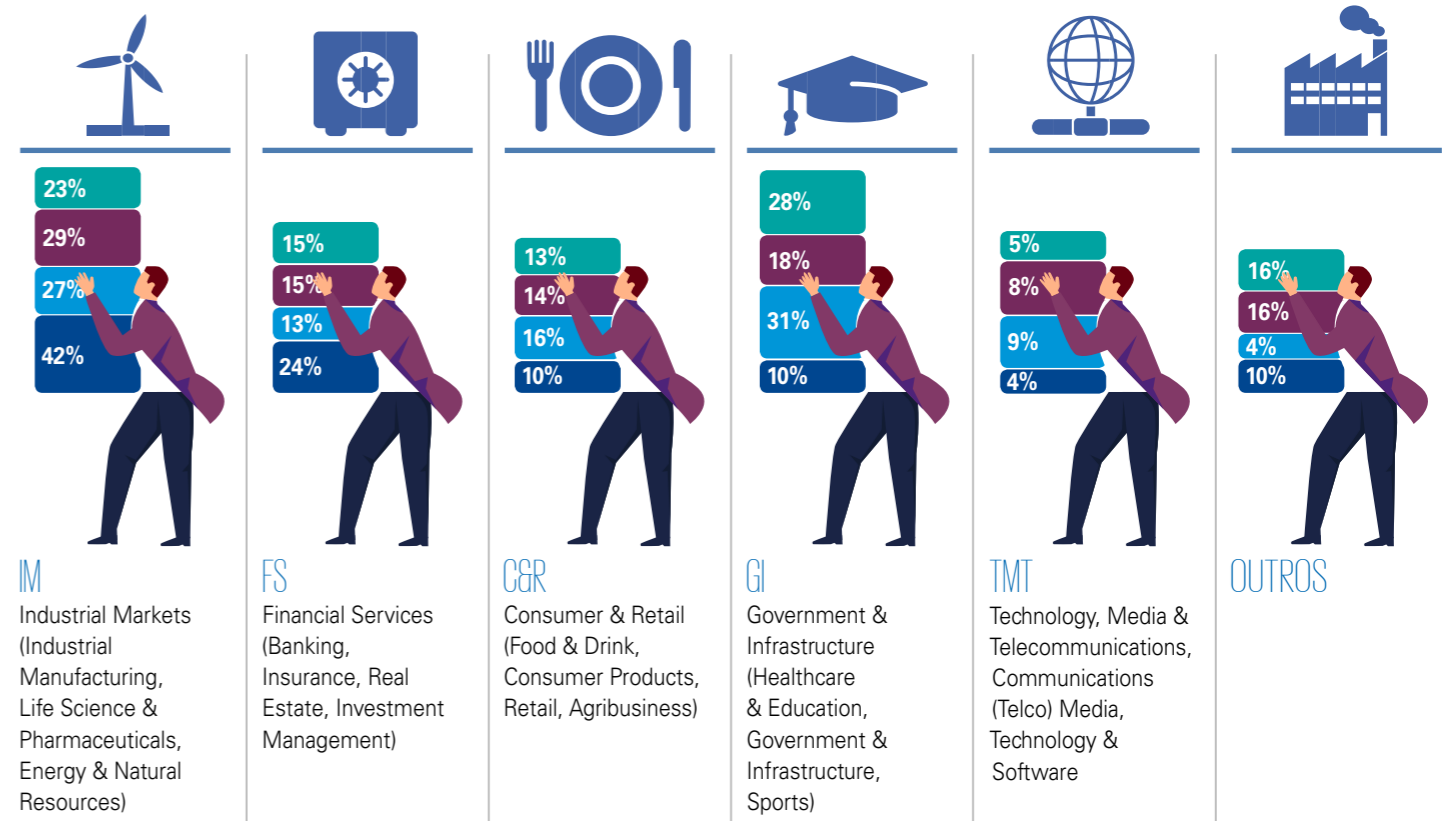 23%
29%
27%
42%
IM
Industrial Markets
(Industrial
Manufacturing,
Life Science &
Pharmaceuticals,
Energy & Natural
Resources)
15%
15%
13%
24%
FS
Financial Services
(Banking,
Insurance, Real
Estate, Investment
Management)
13%
14%
16%
10%
C&R
Consumer & Retail
(Food & Drink,
Consumer Products,
Retail, Agribusiness)
28%
18%
31%
10%
GI
Government &
Infrastructure
(Healthcare
& Education,
Government &
Infrastructure,
Sports)
5%
8%
9%
4%
TMT
Technology, Media &
Telecommunications,
Communications
(Telco) Media,
Technology &
Software
16%
16%
4%
10%
OUTROS